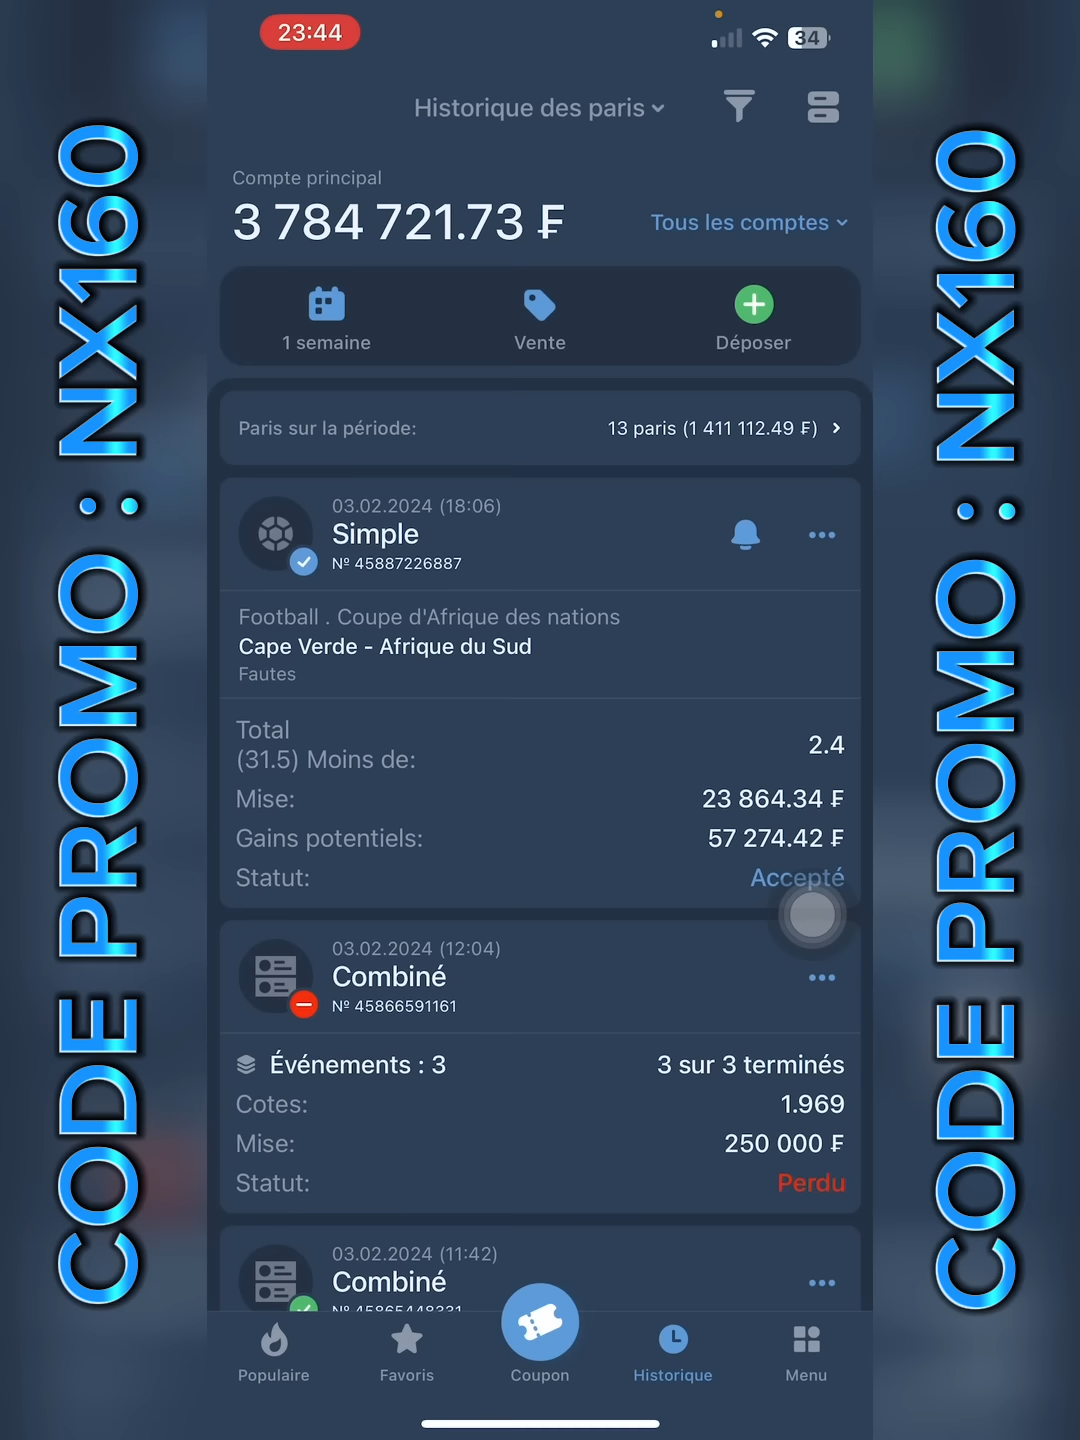 CODE PROMO : NX160
23:44
34
Historique des paris
Compte principal
3 784 721.73 ₣
Tous les comptes
1 semaine
Vente
Déposer
Paris sur la période:
13 paris (1 411 112.49 ₣)
03.02.2024 (18:06)
Simple
Nº 45887226887
Football . Coupe d'Afrique des nations
Cape Verde - Afrique du Sud
Fautes
Total
(31.5) Moins de:
2.4
Mise:
23 864.34 ₣
Gains potentiels:
57 274.42 ₣
Statut:
Accepté
03.02.2024 (12:04)
Combiné
Nº 45866591161
Événements : 3
3 sur 3 terminés
Cotes:
1.969
Mise:
250 000 ₣
Statut:
Perdu
03.02.2024 (11:42)
Combiné
Nº 45865448331
Populaire
Favoris
Coupon
Historique
Menu
CODE PROMO : NX160